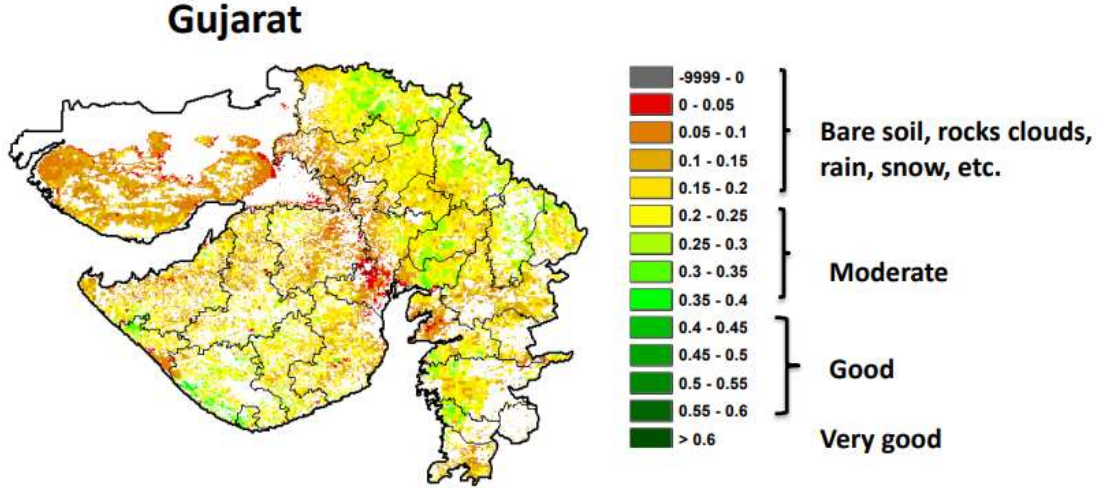 Gujarat
-9999 - 0
0 - 0.05
0.05 - 0.1
0.1 - 0.15
0.15 - 0.2
0.2 - 0.25
0.25 - 0.3
0.3 - 0.35
0.35 - 0.4
0.4 - 0.45
0.45 - 0.5
0.5 - 0.55
0.55 - 0.6
> 0.6
Bare soil, rocks clouds,
rain, snow, etc.
Moderate
Good
Very good